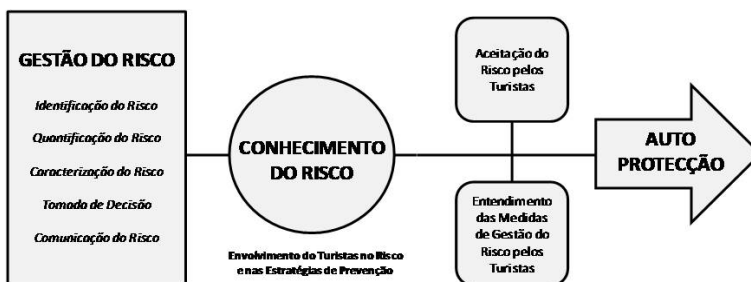 GESTÃO DO RISCO
Identificação do Risco
Quantificação do Risco
Caracterização do Risco
Tomada de Decisão
Comunicação do Risco
CONHECIMENTO
DO RISCO
Envolvimento do Turistas no Risco
e nas Estratégias de Prevenção
Aceitação do
Risco pelos
Turistas
Entendimento
das Medidas
de Gestão do
Risco pelos
Turistas
AUTO
PROTECÇÃO